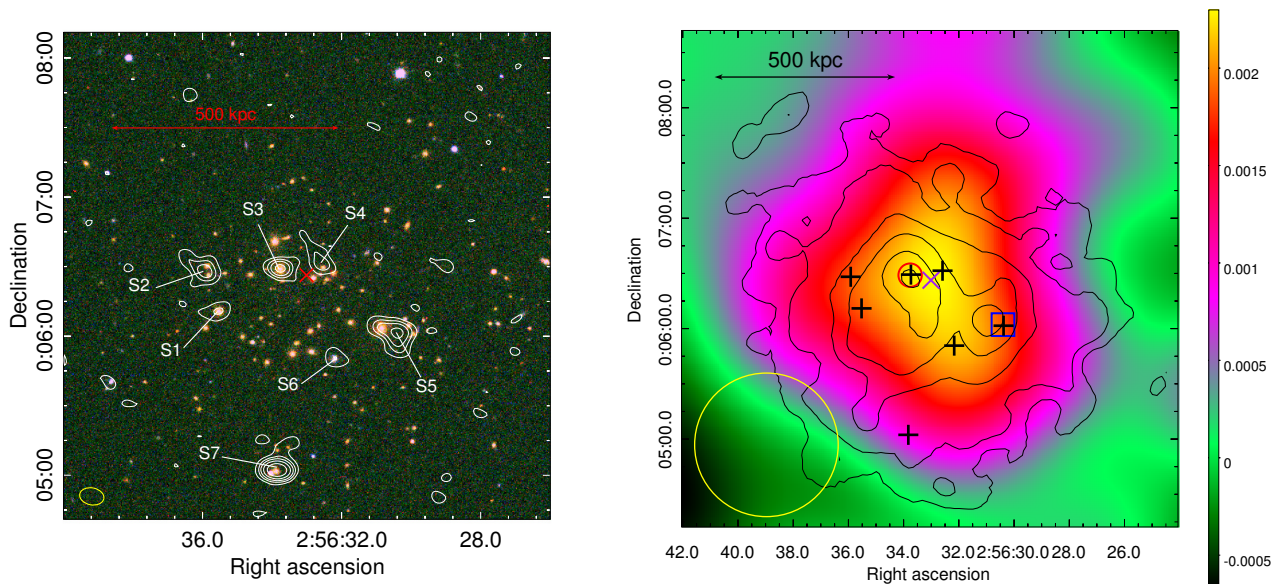 08:00
07:00
0:06:00
05:00
Declination
500 kpc
S3
S4
S2
S1
S6
S5
S7
36.0
2:56:32.0
28.0
Right ascension
08:00.0
07:00.0
0:06:00.0
05:00.0
Declination
500 kpc
42.0
40.0
38.0
36.0
34.0
32.0
2:56:30.0
28.0
26.0
Right ascension
0.002
0.0015
0.001
0.0005
0
-0.0005